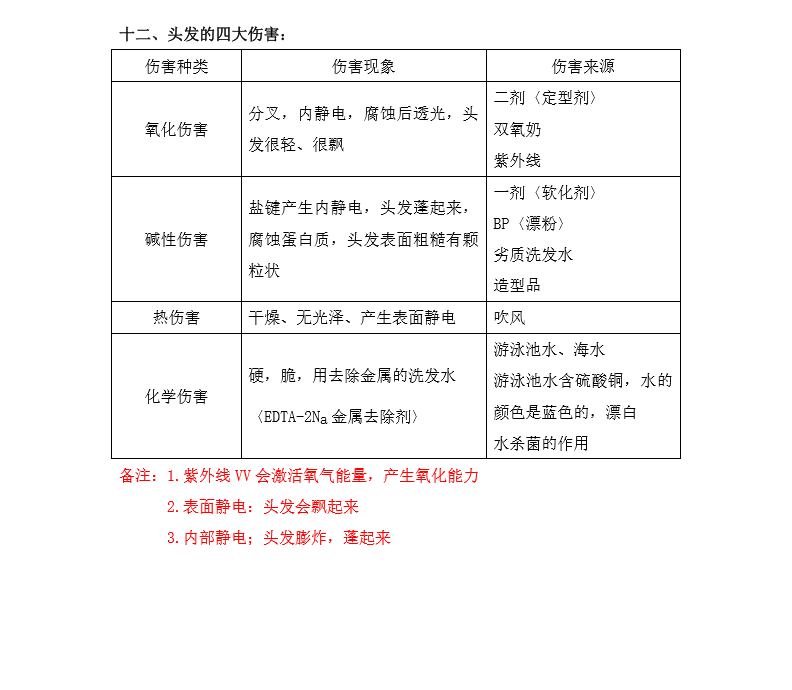 十二、头发的四大伤害：
伤害种类 伤害现象 伤害来源
氧化伤害
分叉，内静电，腐蚀后透光，头
发很轻、很飘
二剂〈定型剂〉
双氧奶
紫外线
碱性伤害
盐键产生内静电，头发蓬起来，
腐蚀蛋白质，头发表面粗糙有颗
粒状
一剂〈软化剂〉
BP〈漂粉〉
劣质洗发水
造型品
热伤害 干燥、无光泽、产生表面静电 吹风
化学伤害
硬，脆，用去除金属的洗发水
〈EDTA-2Na金属去除剂〉
游泳池水、海水
游泳池水含硫酸铜，水的
颜色是蓝色的，漂白
水杀菌的作用
备注：1.紫外线VV会激活氧气能量，产生氧化能力
2.表面静电：头发会飘起来
3.内部静电；头发膨炸，蓬起来